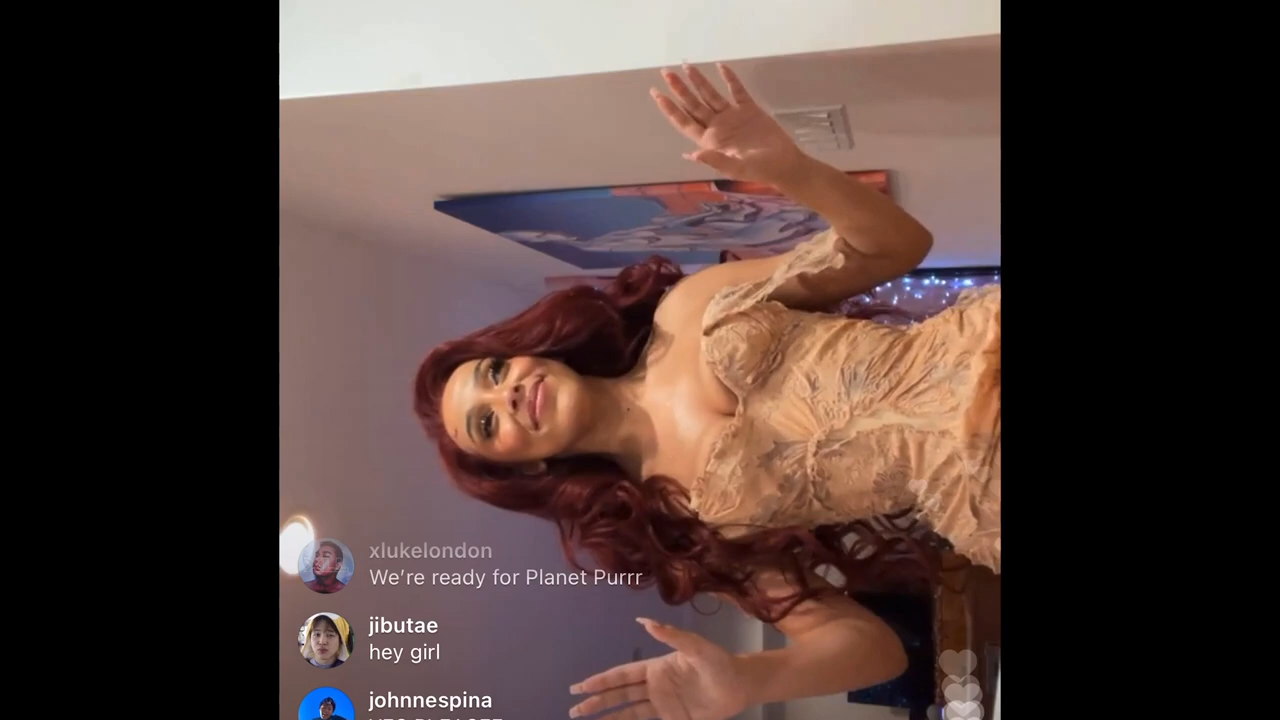 xlukelondon
We’re ready for Planet Purrr
jibutae
hey girl
johnnespina